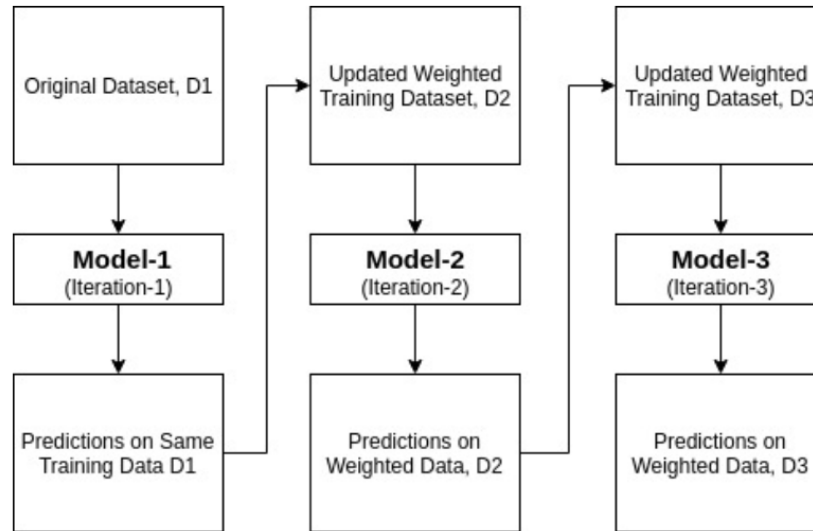 Original Dataset, D1
Updated Weighted
Training Dataset, D2
Updated Weighted
Training Dataset, D3
Model-1
(Iteration-1)
Model-2
(Iteration-2)
Model-3
(Iteration-3)
Predictions on Same
Training Data D1
Predictions on
Weighted Data, D2
Predictions on
Weighted Data, D3